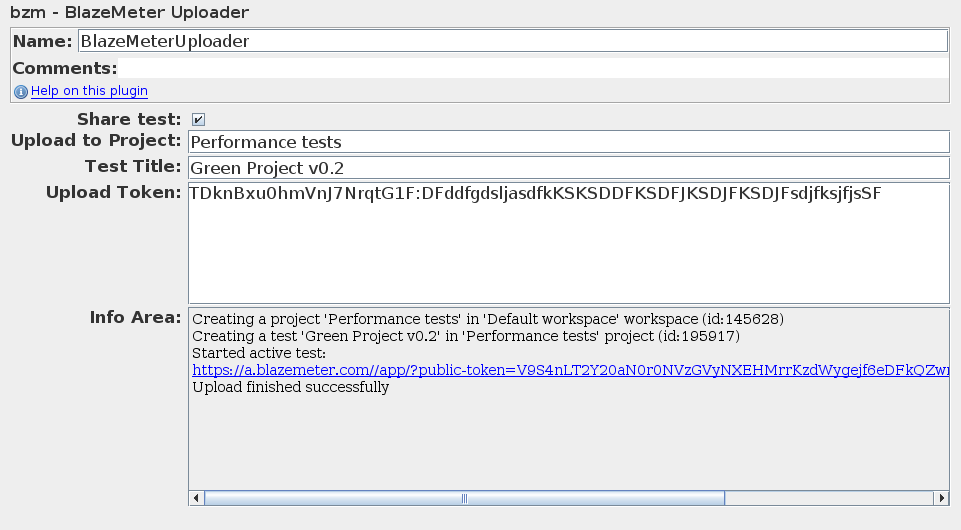 bzm - BlazeMeter Uploader
Name: BlazeMeterUploader
Comments:
Help on this plugin
Share test:
Upload to Project: Performance tests
Test Title: Green Project v0.2
Upload Token: TDknBxu0hmVnJ7NrqtG1F:DFddfgdsljasdfkKSKSDDFKSDFJKSDJFKSDJFsdjfksjfjsSF
Info Area:
Creating a project 'Performance tests' in 'Default workspace' workspace (id:145628)
Creating a test 'Green Project v0.2' in 'Performance tests' project (id:195917)
Started active test:
https://a.blazemeter.com//app/?public-token=V9S4nLT2Y20aN0r0NVzGVyNXEHMrrKzdWygejf6eDFkQZw
Upload finished successfully